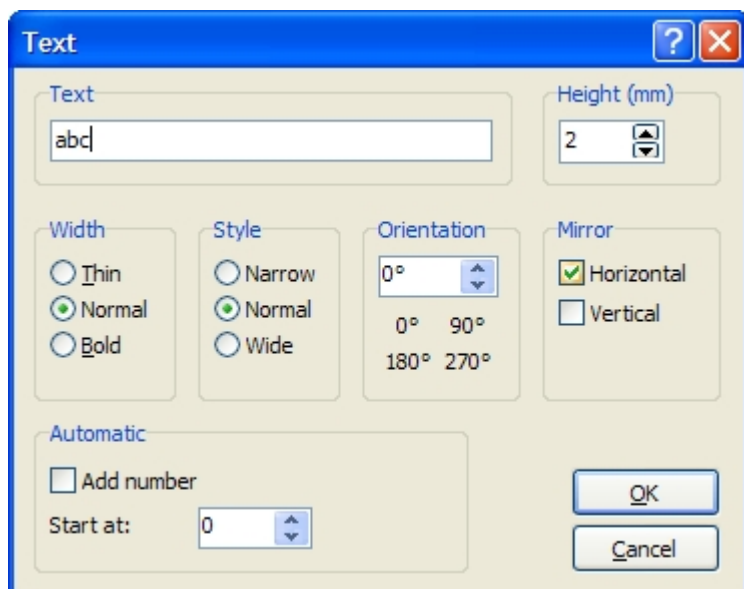 Text
Text
abc
Height (mm)
2
Width
Thin
Normal
Bold
Style
Narrow
Normal
Wide
Orientation
0°
0° 90°
180° 270°
Mirror
Horizontal
Vertical
Automatic
Add number
Start at: 0
OK
Cancel